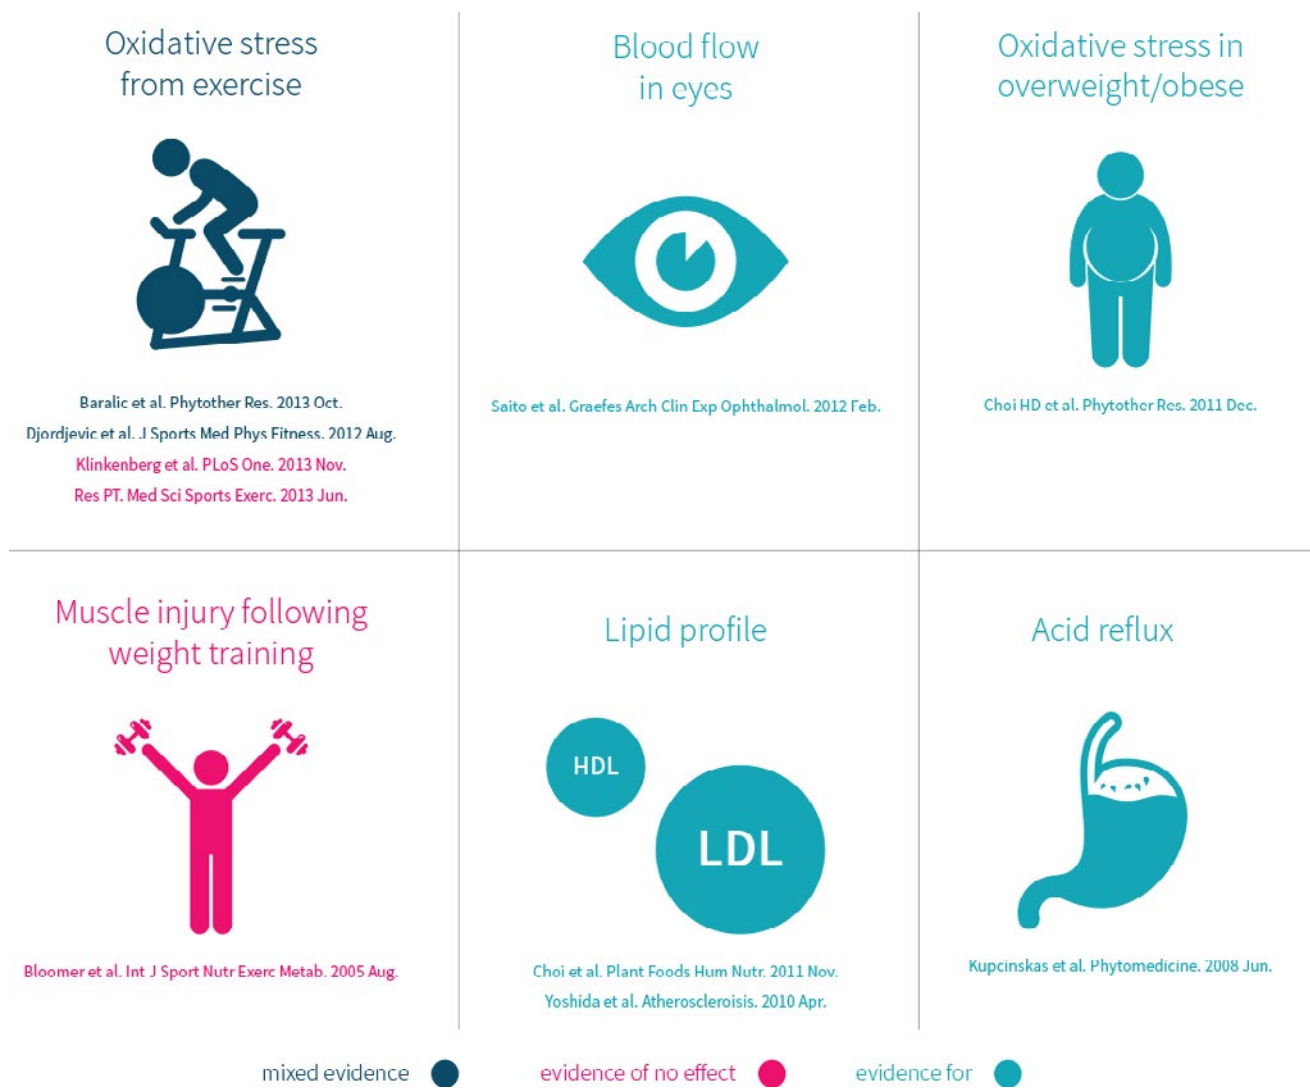 Oxidative stress
from exercise
Baralic et al. Phytother Res. 2013 Oct.
Djordjevic et al. J Sports Med Phys Fitness. 2012 Aug.
Klinkenberg et al. PLoS One. 2013 Nov.
Res PT. Med Sci Sports Exerc. 2013 Jun.
Blood flow
in eyes
Saito et al. Graefes Arch Clin Exp Ophthalmol. 2012 Feb.
Oxidative stress in
overweight/obese
Choi HD et al. Phytother Res. 2011 Dec.
Muscle injury following
weight training
Bloomer et al. Int J Sport Nutr Exerc Metab. 2005 Aug.
Lipid profile
HDL
LDL
Choi et al. Plant Foods Hum Nutr. 2011 Nov.
Yoshida et al. Atheroscleroisis. 2010 Apr.
Acid reflux
Kupcinskas et al. Phytomedicine. 2008 Jun.
mixed evidence
evidence of no effect
evidence for